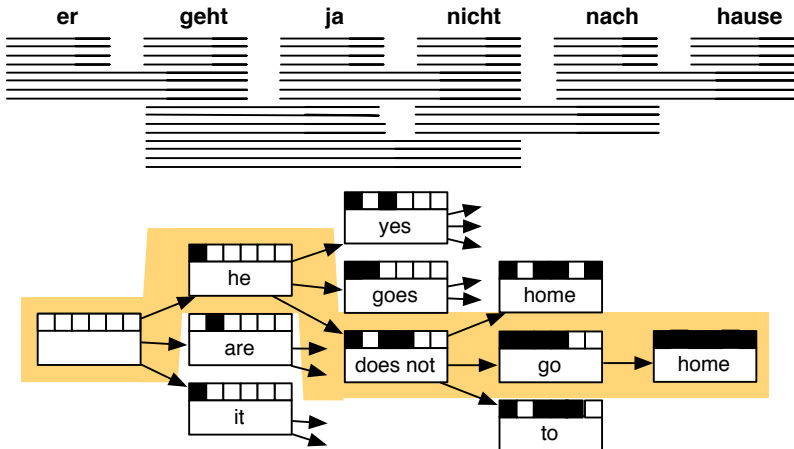 er geht ja nicht nach hause
yes
he
goes home
are does not go home
it
to